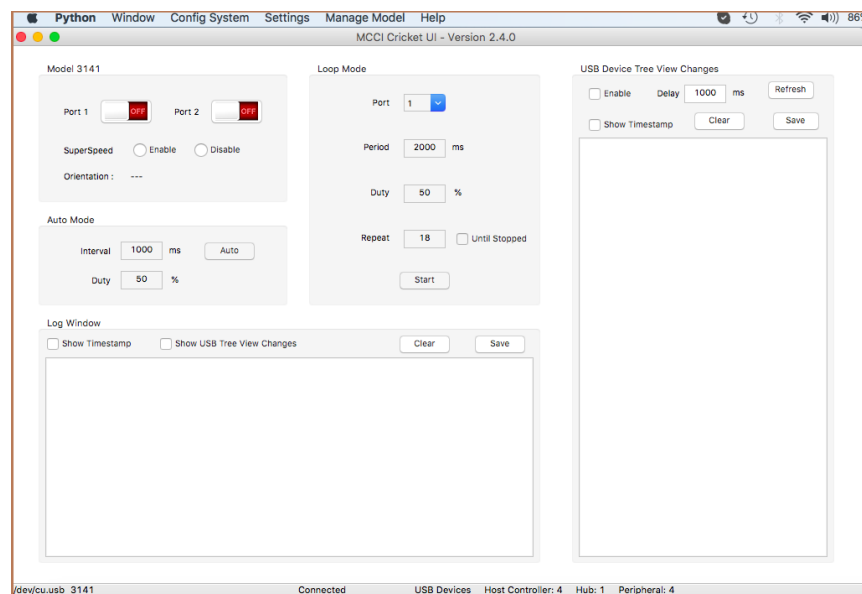 Python Window Config System Settings Manage Model Help 86%
MCCI Cricket UI - Version 2.4.0
Model 3141
Port 1 OFF Port 2 OFF
SuperSpeed Enable Disable
Orientation : ---
Auto Mode
Interval 1000 ms Auto
Duty 50 %
Loop Mode
Port 1
Period 2000 ms
Duty 50 %
Repeat 18 Until Stopped
Start
USB Device Tree View Changes
Enable Delay 1000 ms Refresh
Show Timestamp Clear Save
Log Window
Show Timestamp Show USB Tree View Changes Clear Save
/dev/cu.usb 3141 Connected USB Devices Host Controller: 4 Hub: 1 Peripheral: 4